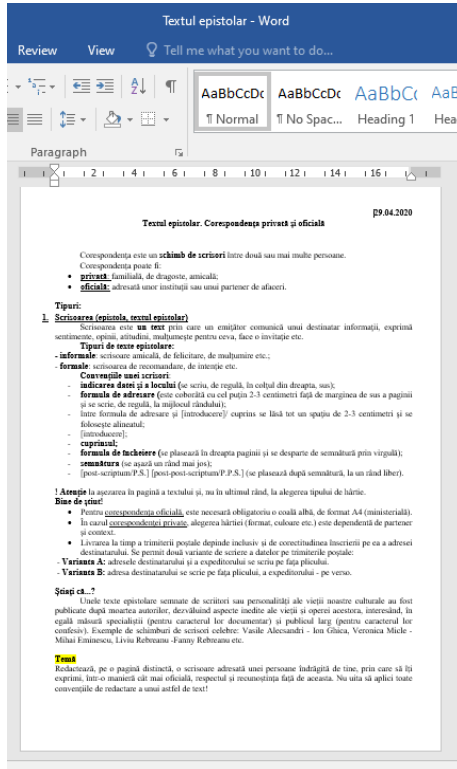 Textul epistolar - Word
Review View Tell me what you want to do...
AaBbCcDc AaBbCcDc AaBbCc AaB
¶ Normal ¶ No Spac... Heading 1 Hea
Paragraph
2 4 6 8 10 12 14 16
29.04.2020
Textul epistolar. Corespondența privată și oficială
Corespondența este un schimb de scrisori între două sau mai multe persoane.
Corespondența poate fi:
• privată: familială, de dragoste, amicală;
• oficială: adresată unor instituții sau unui partener de afaceri.
Tipuri:
1. Scrisoarea (epistola, textul epistolar)
Scrisoarea este un text prin care un emițător comunică unui destinatar informații, exprimă
sentimente, opinii, atitudini, mulțumește pentru ceva, face o invitație etc.
Tipuri de texte epistolare:
- informale: scrisoare amicală, de felicitare, de mulțumire etc.;
- formale: scrisoarea de recomandare, de intenție etc.
Convențiile unei scrisori:
- indicarea datei și a locului (se scriu, de regulă, în colțul din dreapta, sus);
- formula de adresare (este coborâtă cu cel puțin 2-3 centimetri față de marginea de sus a paginii
și se scrie, de regulă, la mijlocul rândului);
- între formula de adresare și [introducere]/ cuprins se lasă tot un spațiu de 2-3 centimetri și se
folosește alineatul;
- [introducere];
- cuprinsul;
- formula de încheiere (se plasează în dreapta paginii și se desparte de semnătură prin virgulă);
- semnătura (se așază un rând mai jos);
- [post-scriptum/P.S.] [post-post-scriptum/P.P.S.] (se plasează după semnătură, la un rând liber).
! Atenție la așezarea în pagină a textului și, nu în ultimul rând, la alegerea tipului de hârtie.
Bine de știut!
• Pentru corespondența oficială, este necesară obligatoriu o coală albă, de format A4 (ministerială).
• În cazul corespondenței private, alegerea hârtiei (format, culoare etc.) este dependentă de partener
și context.
• Livrarea la timp a trimiterii poștale depinde inclusiv și de corectitudinea înscrierii pe ea a adresei
destinatarului. Se permit două variante de scriere a datelor pe trimiterile poștale:
- Varianta A: adresele destinatarului și a expeditorului se scriu pe fața plicului.
- Varianta B: adresa destinatarului se scrie pe fața plicului, a expeditorului - pe verso.
Știați că...?
Unele texte epistolare semnate de scriitori sau personalități ale vieții noastre culturale au fost
publicate după moartea autorilor, dezvăluind aspecte inedite ale vieții și operei acestora, interesând, în
egală măsură specialiștii (pentru caracterul lor documentar) și publicul larg (pentru caracterul lor
confesiv). Exemple de schimburi de scrisori celebre: Vasile Alecsandri - Ion Ghica, Veronica Micle -
Mihai Eminescu, Liviu Rebreanu -Fanny Rebreanu etc.
Temă
Redactează, pe o pagină distinctă, o scrisoare adresată unei persoane îndrăgită de tine, prin care să îți
exprimi, într-o manieră cât mai oficială, respectul și recunoștința față de aceasta. Nu uita să aplici toate
convențiile de redactare a unui astfel de text!